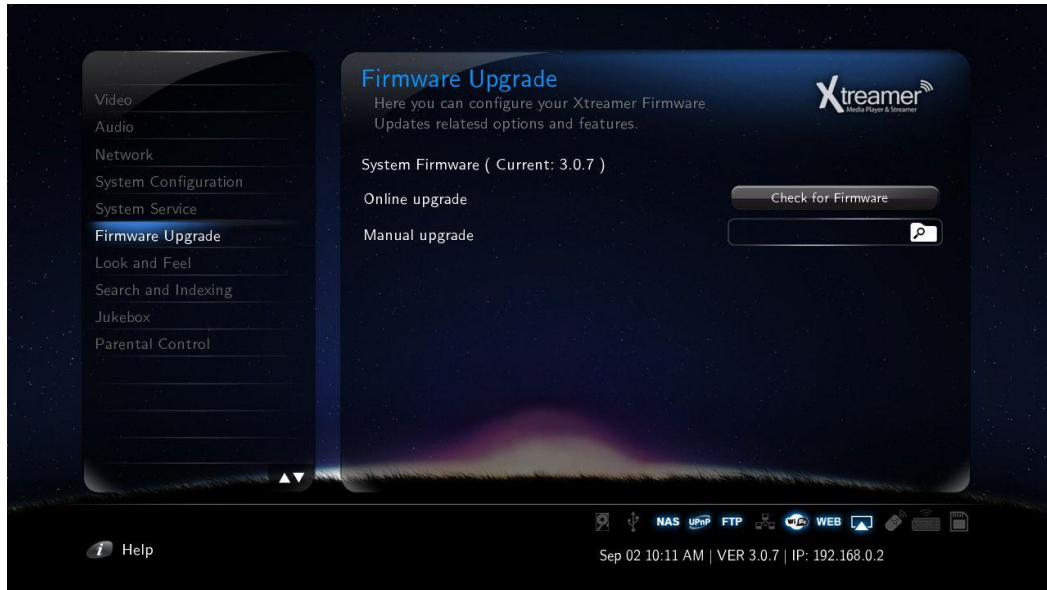 Video
Audio
Network
System Configuration
System Service
Firmware Upgrade
Look and Feel
Search and Indexing
Jukebox
Parental Control
Firmware Upgrade
Here you can configure your Xtreamer Firmware
Updates relatesd options and features.
Xtreamer
Media Player & Streamer
System Firmware ( Current: 3.0.7 )
Online upgrade
Check for Firmware
Manual upgrade
NAS UPnP FTP WiFi WEB
i Help
Sep 02 10:11 AM | VER 3.0.7 | IP: 192.168.0.2